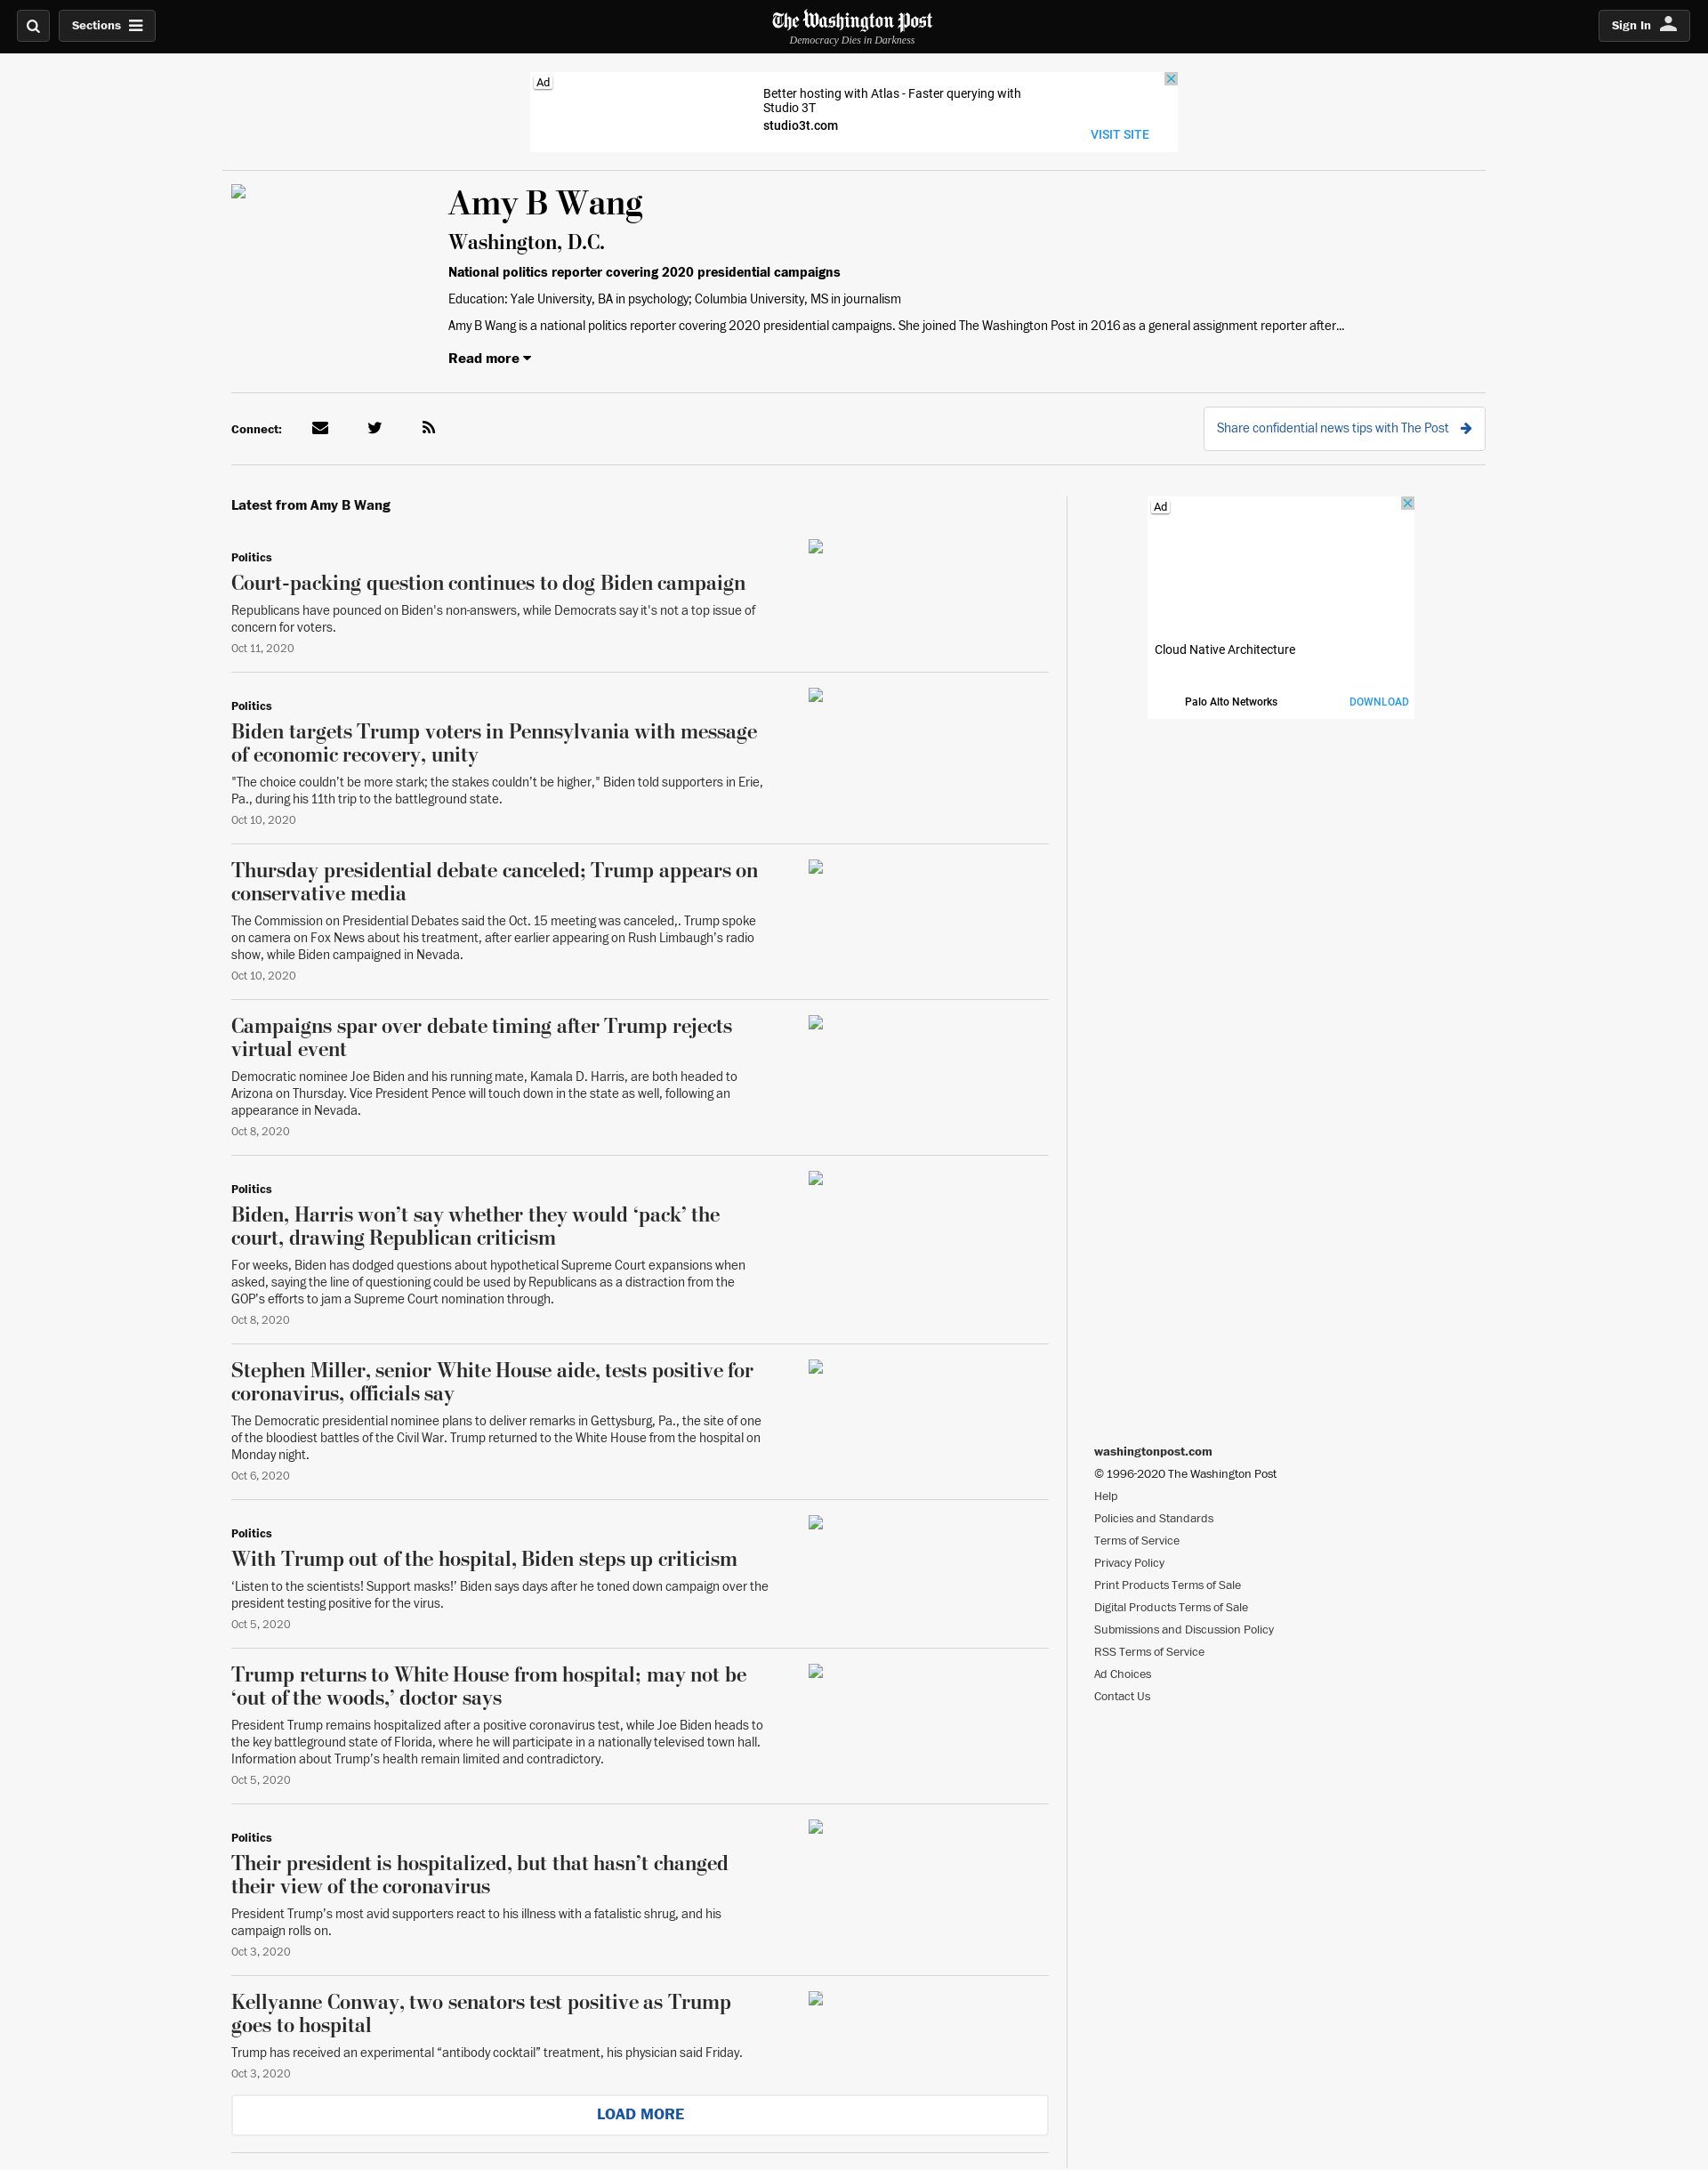 Sections
The Washington Post
Democracy Dies in Darkness
Sign In
Ad
Better hosting with Atlas - Faster querying with
Studio 3T
studio3t.com
VISIT SITE
Amy B Wang
Washington, D.C.
National politics reporter covering 2020 presidential campaigns
Education: Yale University, BA in psychology; Columbia University, MS in journalism
Amy B Wang is a national politics reporter covering 2020 presidential campaigns. She joined The Washington Post in 2016 as a general assignment reporter after...
Read more
Connect:
Share confidential news tips with The Post
Latest from Amy B Wang
Politics
Court-packing question continues to dog Biden campaign
Republicans have pounced on Biden's non-answers, while Democrats say it's not a top issue of
concern for voters.
Oct 11, 2020
Politics
Biden targets Trump voters in Pennsylvania with message
of economic recovery, unity
"The choice couldn’t be more stark; the stakes couldn’t be higher," Biden told supporters in Erie,
Pa., during his 11th trip to the battleground state.
Oct 10, 2020
Thursday presidential debate canceled; Trump appears on
conservative media
The Commission on Presidential Debates said the Oct. 15 meeting was canceled,. Trump spoke
on camera on Fox News about his treatment, after earlier appearing on Rush Limbaugh’s radio
show, while Biden campaigned in Nevada.
Oct 10, 2020
Campaigns spar over debate timing after Trump rejects
virtual event
Democratic nominee Joe Biden and his running mate, Kamala D. Harris, are both headed to
Arizona on Thursday. Vice President Pence will touch down in the state as well, following an
appearance in Nevada.
Oct 8, 2020
Politics
Biden, Harris won’t say whether they would ‘pack’ the
court, drawing Republican criticism
For weeks, Biden has dodged questions about hypothetical Supreme Court expansions when
asked, saying the line of questioning could be used by Republicans as a distraction from the
GOP’s efforts to jam a Supreme Court nomination through.
Oct 8, 2020
Stephen Miller, senior White House aide, tests positive for
coronavirus, officials say
The Democratic presidential nominee plans to deliver remarks in Gettysburg, Pa., the site of one
of the bloodiest battles of the Civil War. Trump returned to the White House from the hospital on
Monday night.
Oct 6, 2020
Politics
With Trump out of the hospital, Biden steps up criticism
‘Listen to the scientists! Support masks!’ Biden says days after he toned down campaign over the
president testing positive for the virus.
Oct 5, 2020
Trump returns to White House from hospital; may not be
‘out of the woods,’ doctor says
President Trump remains hospitalized after a positive coronavirus test, while Joe Biden heads to
the key battleground state of Florida, where he will participate in a nationally televised town hall.
Information about Trump’s health remain limited and contradictory.
Oct 5, 2020
Politics
Their president is hospitalized, but that hasn’t changed
their view of the coronavirus
President Trump’s most avid supporters react to his illness with a fatalistic shrug, and his
campaign rolls on.
Oct 3, 2020
Kellyanne Conway, two senators test positive as Trump
goes to hospital
Trump has received an experimental “antibody cocktail” treatment, his physician said Friday.
Oct 3, 2020
LOAD MORE
Ad
Cloud Native Architecture
Palo Alto Networks
DOWNLOAD
washingtonpost.com
© 1996-2020 The Washington Post
Help
Policies and Standards
Terms of Service
Privacy Policy
Print Products Terms of Sale
Digital Products Terms of Sale
Submissions and Discussion Policy
RSS Terms of Service
Ad Choices
Contact Us